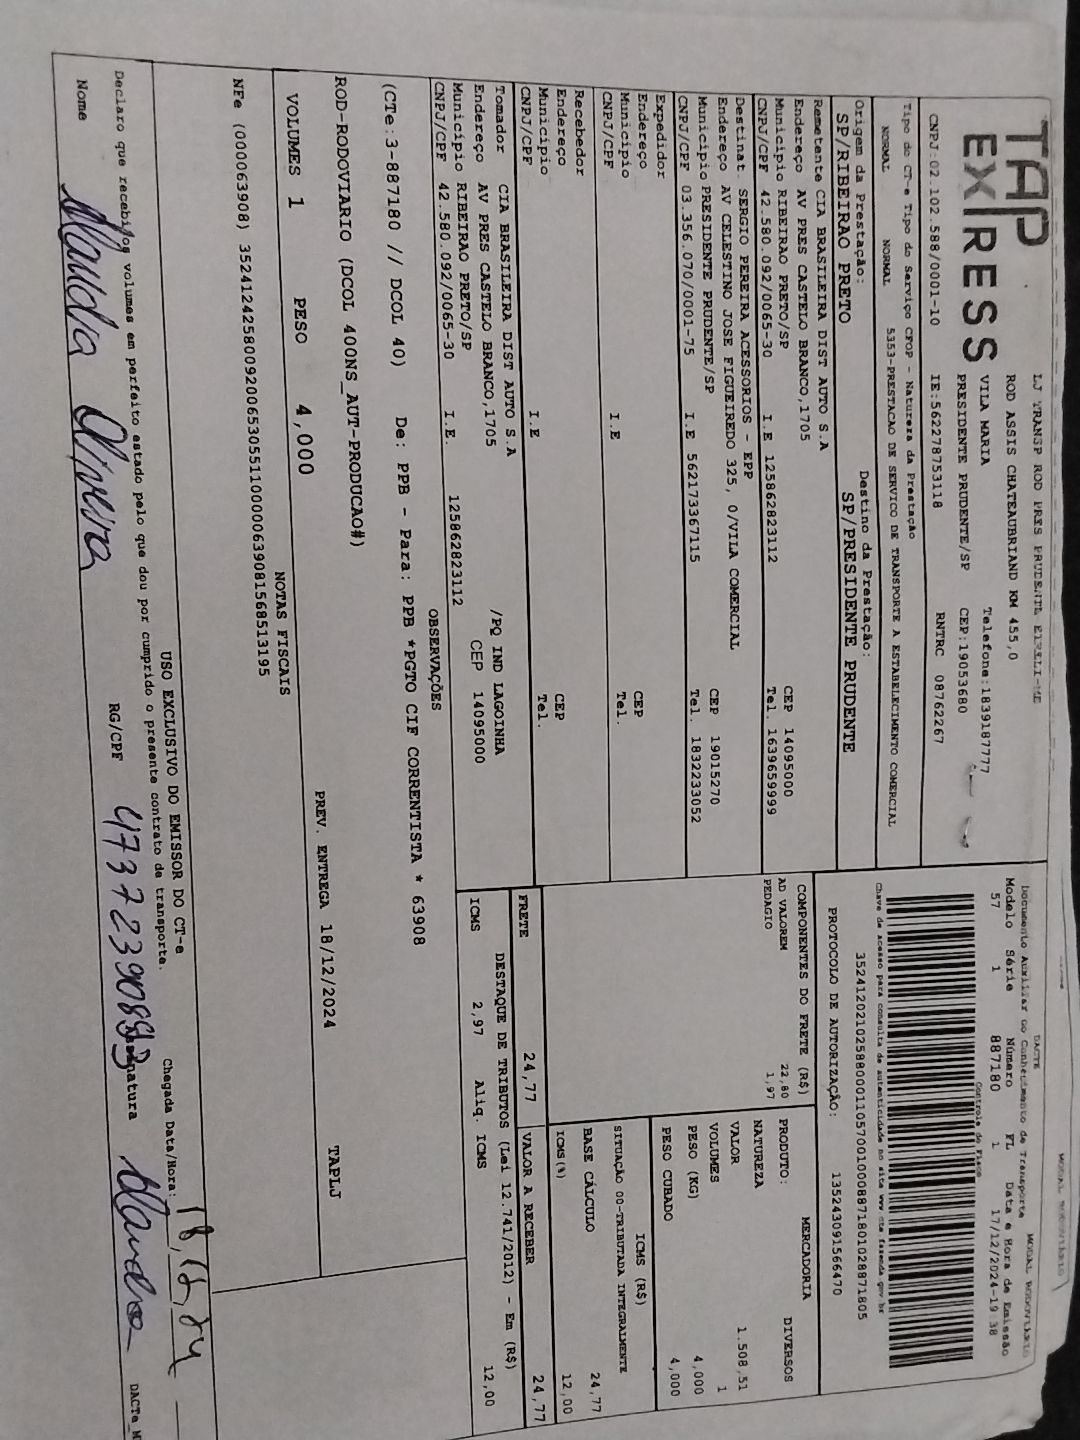 TAP
EXPRESS
LJ TRANSP ROD PRES PRUDENTE EIRELI-ME
ROD ASSIS CHATEAUBRIAND KM 455,0
VILA MARIA Telefone:1839187777
PRESIDENTE PRUDENTE/SP CEP:19053680
CNPJ:02.102.588/0001-10 IE:562278753118 RNTRC 08762267
DACTE MODAL RODOVIARIO
Documento Auxiliar do Conhecimento de Transporte
Modelo Série Número FL Data e Hora de Emissão
57 1 887180 1 17/12/2024-19:38
Controle do Fisco
Chave de acesso para consulta de autenticidade no site www.cte.fazenda.gov.br
35241202102588000110570010008871801028871805
PROTOCOLO DE AUTORIZAÇÃO: 135243091566470
Tipo do CT-e Tipo do Serviço CFOP - Natureza da Prestação
NORMAL NORMAL 5353-PRESTACAO DE SERVICO DE TRANSPORTE A ESTABELECIMENTO COMERCIAL
Origem da Prestação: Destino da Prestação:
SP/RIBEIRAO PRETO SP/PRESIDENTE PRUDENTE
Remetente CIA BRASILEIRA DIST AUTO S.A
Endereço AV PRES CASTELO BRANCO,1705
Municipio RIBEIRAO PRETO/SP CEP 14095000
CNPJ/CPF 42.580.092/0065-30 I.E 125862823112 Tel. 1639659999
Destinat SERGIO PEREIRA ACESSORIOS - EPP
Endereço AV CELESTINO JOSE FIGUEIREDO 325, 0/VILA COMERCIAL
Municipio PRESIDENTE PRUDENTE/SP CEP 19015270
CNPJ/CPF 03.356.070/0001-75 I.E 562173367115 Tel. 1832233052
Expedidor
Endereço
Municipio CEP
CNPJ/CPF I.E Tel.
Recebedor
Endereço
Municipio CEP
CNPJ/CPF I.E Tel.
Tomador CIA BRASILEIRA DIST AUTO S.A
Endereço AV PRES CASTELO BRANCO,1705 /PQ IND LAGOINHA
Municipio RIBEIRAO PRETO/SP CEP 14095000
CNPJ/CPF 42.580.092/0065-30 I.E. 125862823112
COMPONENTES DO FRETE (R$)
AD VALOREM 22,80
PEDAGIO 1,97
PRODUTO: MERCADORIA
NATUREZA DIVERSOS
VALOR 1.508,51
VOLUMES 1
PESO (KG) 4,000
PESO CUBADO 4,000
ICMS (R$)
SITUAÇÃO 00-TRIBUTADA INTEGRALMENTE
BASE CÁLCULO 24,77
ICMS(%) 12,00
FRETE 24,77 VALOR A RECEBER 24,77
DESTAQUE DE TRIBUTOS (Lei 12.741/2012) - Em (R$)
ICMS 2,97 Aliq. ICMS 12,00
OBSERVAÇÕES
(CTe:3-887180 // DCOL 40) De: PPB - Para: PPB *PGTO CIF CORRENTISTA * 63908
ROD-RODOVIARIO (DCOL 400NS_AUT-PRODUCAO#)
VOLUMES 1 PESO 4,000 PREV. ENTREGA 18/12/2024 TAPLJ
NOTAS FISCAIS
NFe (000063908) 35241242580092006530551100000639081568513195
USO EXCLUSIVO DO EMISSOR DO CT-e
Declaro que recebi os volumes em perfeito estado pelo que dou por cumprido o presente contrato de transporte.
Chegada Data/Hora: 18,12,24
Nome Naudia Oliveira RG/CPF 47372390853 Assinatura